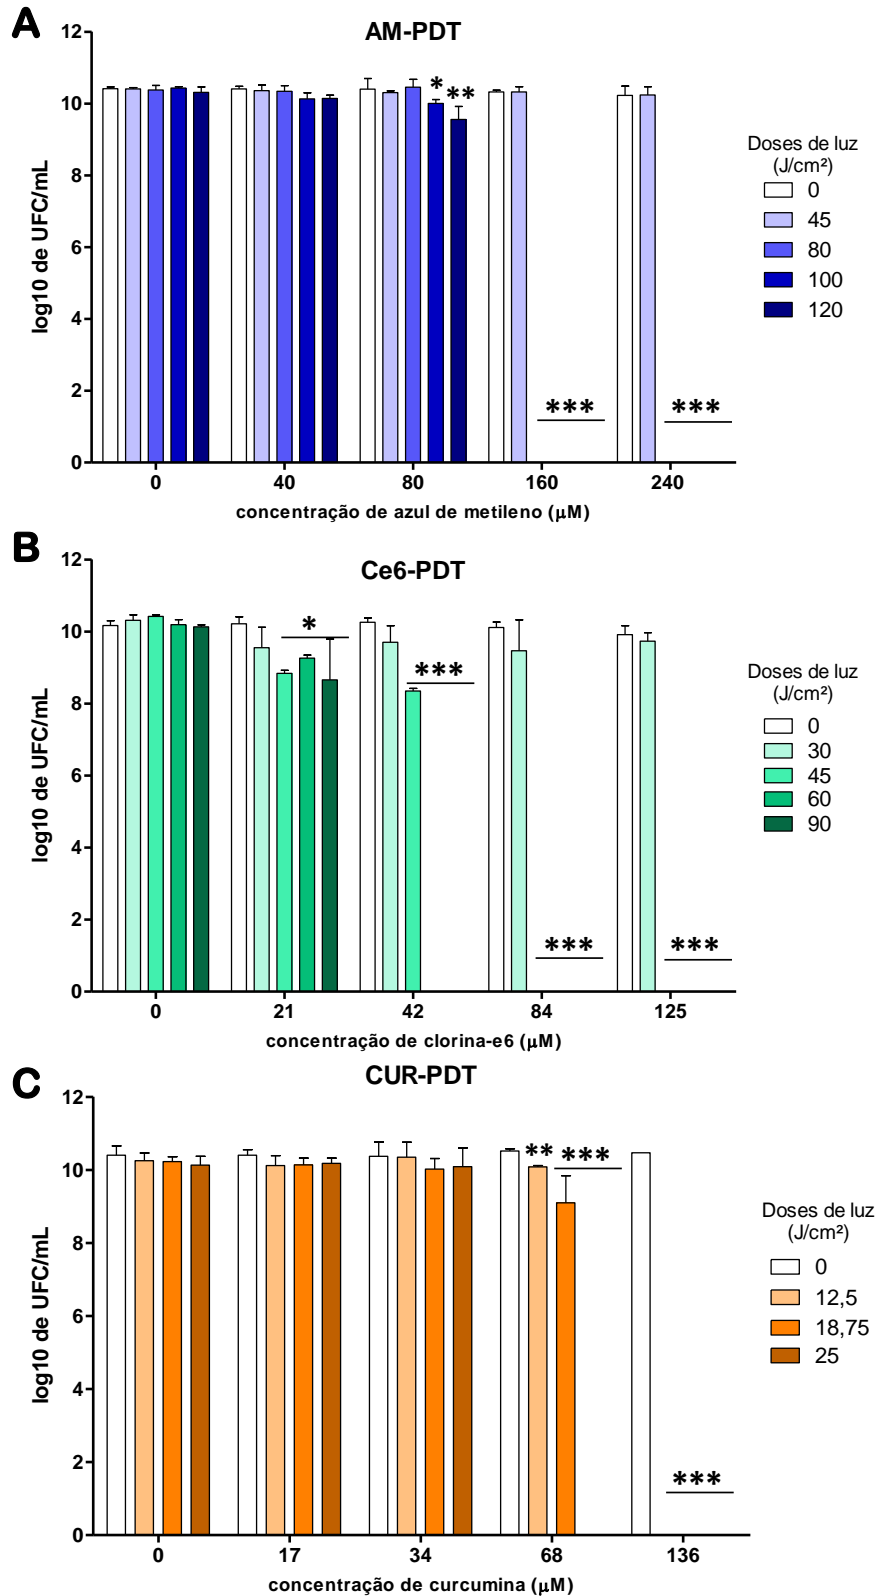 A
AM-PDT
12
10
8
6
4
2
0
log10 de UFC/mL
*
**
***
***
0 40 80 160 240
concentração de azul de metileno (µM)
Doses de luz
(J/cm²)
0
45
80
100
120
B
Ce6-PDT
12
10
8
6
4
2
0
log10 de UFC/mL
*
***
***
***
0 21 42 84 125
concentração de clorina-e6 (µM)
Doses de luz
(J/cm²)
0
30
45
60
90
C
CUR-PDT
12
10
8
6
4
2
0
log10 de UFC/mL
**
***
***
0 17 34 68 136
concentração de curcumina (µM)
Doses de luz
(J/cm²)
0
12,5
18,75
25